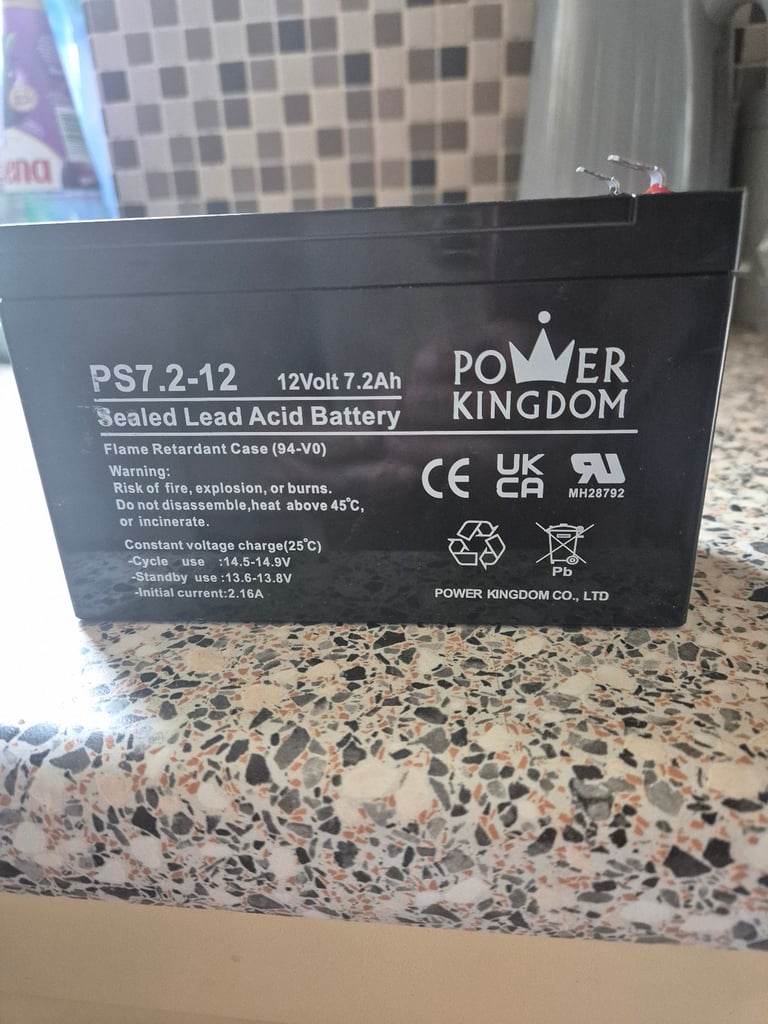 ena
PS7.2-12 12Volt 7.2Ah
Sealed Lead Acid Battery
POWER
KINGDOM
Flame Retardant Case (94-V0)
Warning:
Risk of fire, explosion, or burns.
Do not disassemble,heat above 45°C,
or incinerate.
Constant voltage charge(25°C)
-Cycle use :14.5-14.9V
-Standby use :13.6-13.8V
-Initial current:2.16A
CE
UK
CA
RU
MH28792
Pb
POWER KINGDOM CO., LTD